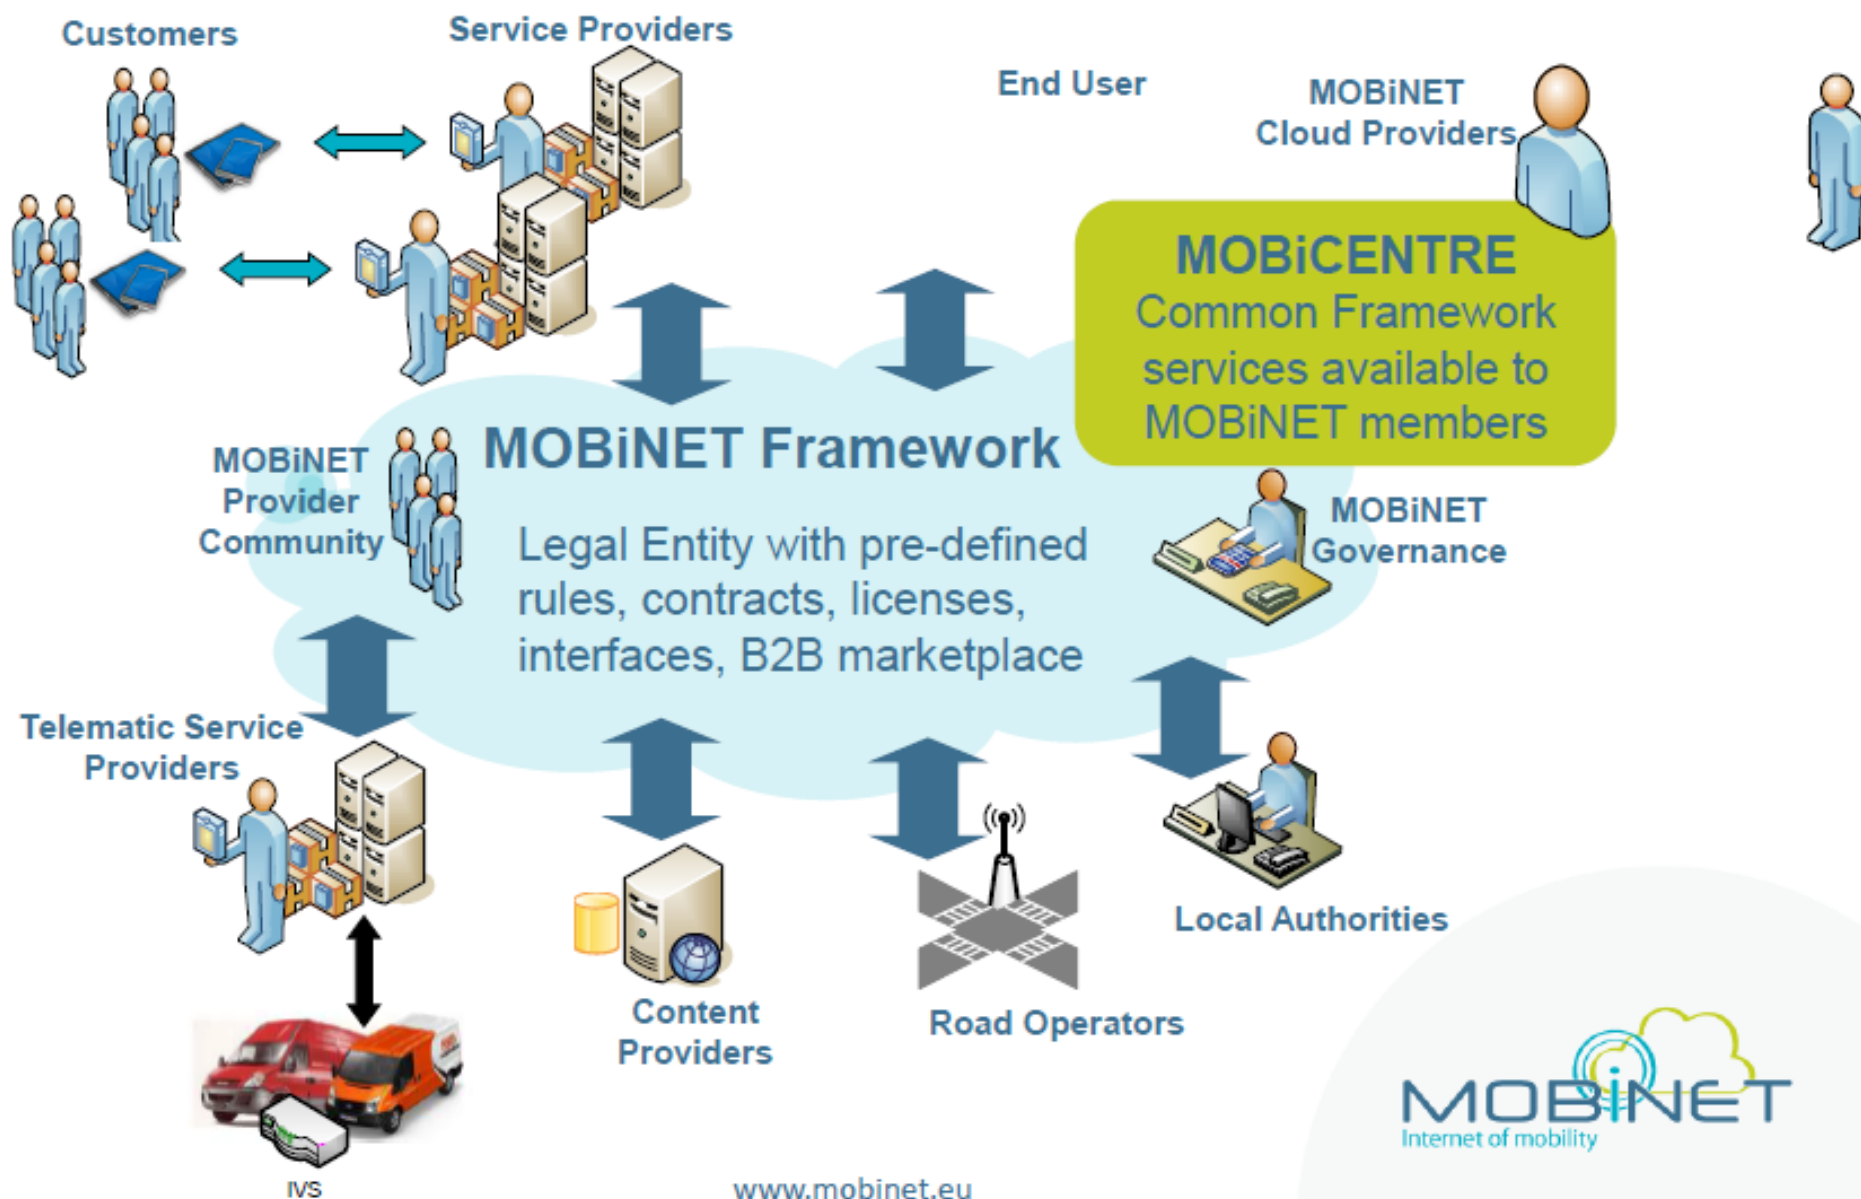 Customers
Service Providers
End User
MOBiNET
Cloud Providers
MOBiCENTRE
Common Framework
services available to
MOBiNET members
MOBiNET Framework
MOBiNET
Provider
Community
Legal Entity with pre-defined
rules, contracts, licenses,
interfaces, B2B marketplace
MOBiNET
Governance
Telematic Service
Providers
Content
Providers
Road Operators
Local Authorities
IVS
www.mobinet.eu
MOBiNET
Internet of mobility